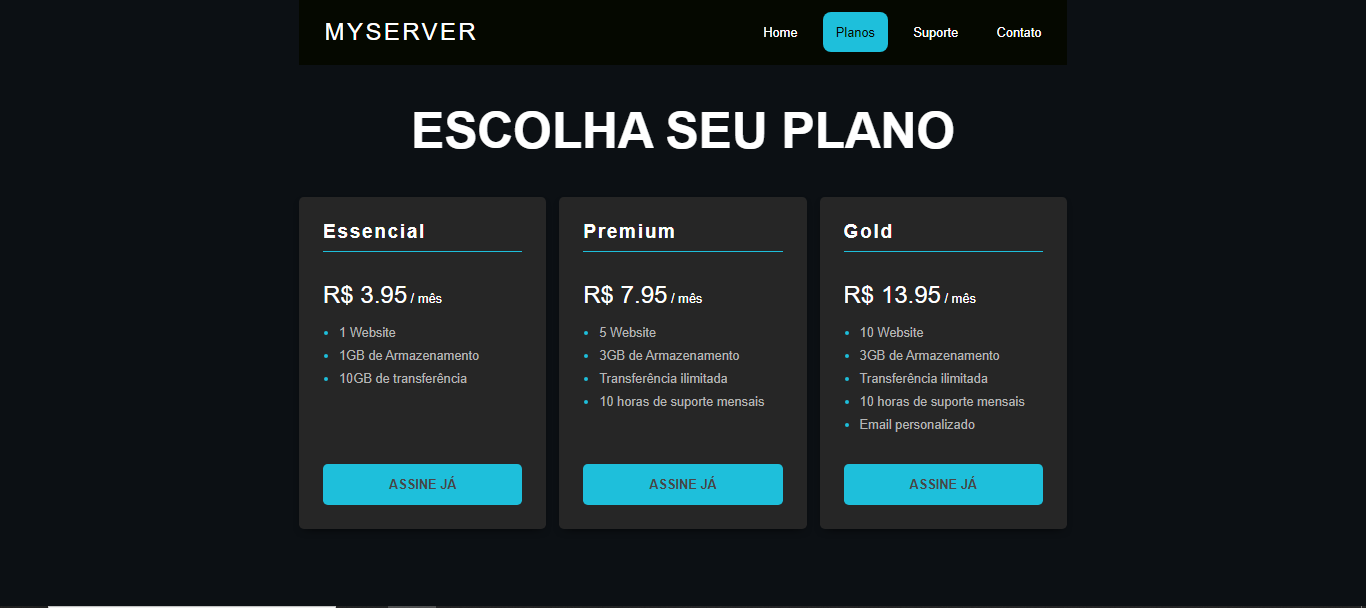 MYSERVER
Home Planos Suporte Contato
ESCOLHA SEU PLANO
Essencial
R$ 3.95 / mês
1 Website
1GB de Armazenamento
10GB de transferência
ASSINE JÁ
Premium
R$ 7.95 / mês
5 Website
3GB de Armazenamento
Transferência ilimitada
10 horas de suporte mensais
ASSINE JÁ
Gold
R$ 13.95 / mês
10 Website
3GB de Armazenamento
Transferência ilimitada
10 horas de suporte mensais
Email personalizado
ASSINE JÁ